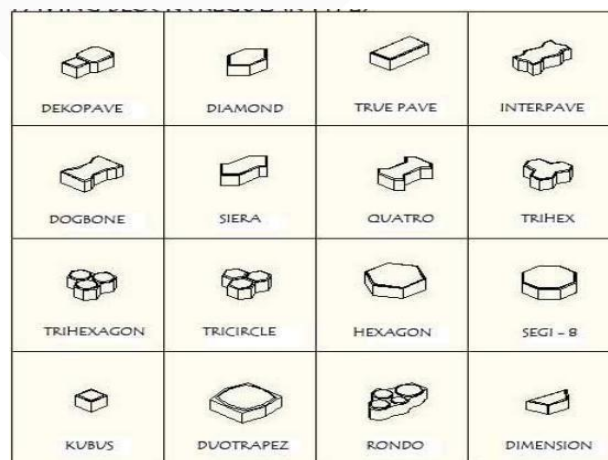 DEKOPAVE DIAMOND TRUE PAVE INTERPAVE
DOGBONE SIERA QUATRO TRIHEX
TRIHEXAGON TRICIRCLE HEXAGON SEGI - 8
KUBUS DUOTRAPEZ RONDO DIMENSION